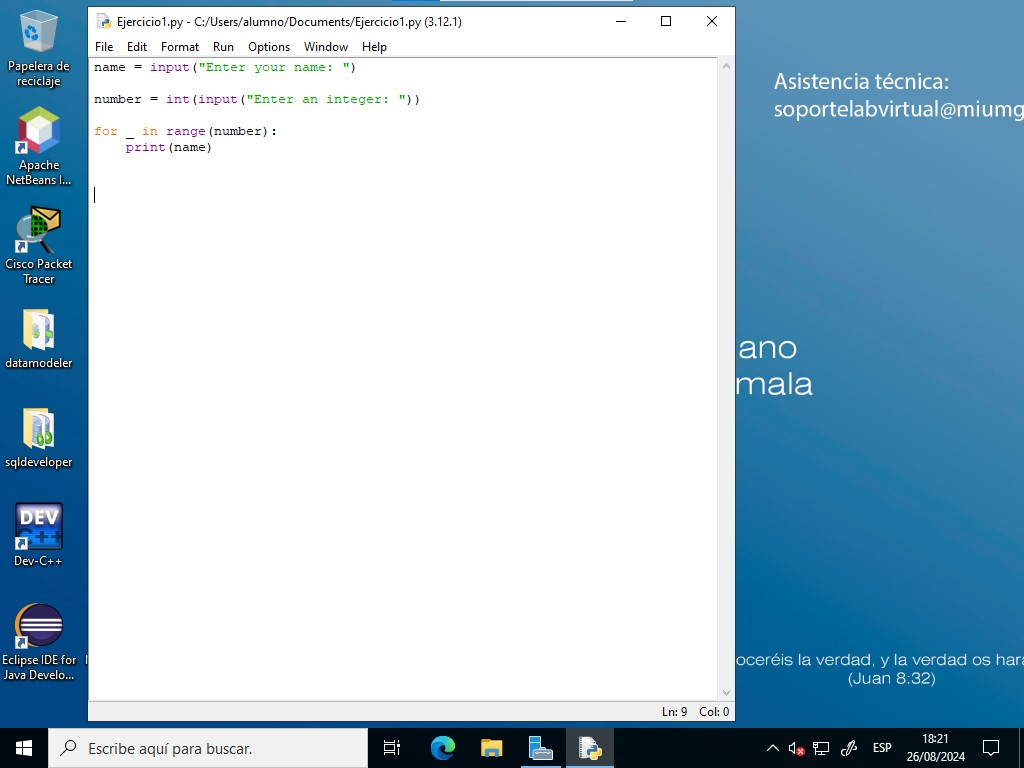 Ejercicio1.py - C:/Users/alumno/Documents/Ejercicio1.py (3.12.1)
File Edit Format Run Options Window Help
name = input("Enter your name: ")
number = int(input("Enter an integer: "))
for _ in range(number):
    print(name)
Ln: 9 Col: 0
Papelera de
reciclaje
Apache
NetBeans I...
Cisco Packet
Tracer
datamodeler
sqldeveloper
DEV
C++
Dev-C++
Eclipse IDE for
Java Develo...
Asistencia técnica:
soportelabvirtual@miumg
ano
mala
oceréis la verdad, y la verdad os hará
(Juan 8:32)
Escribe aquí para buscar.
ESP
18:21
26/08/2024